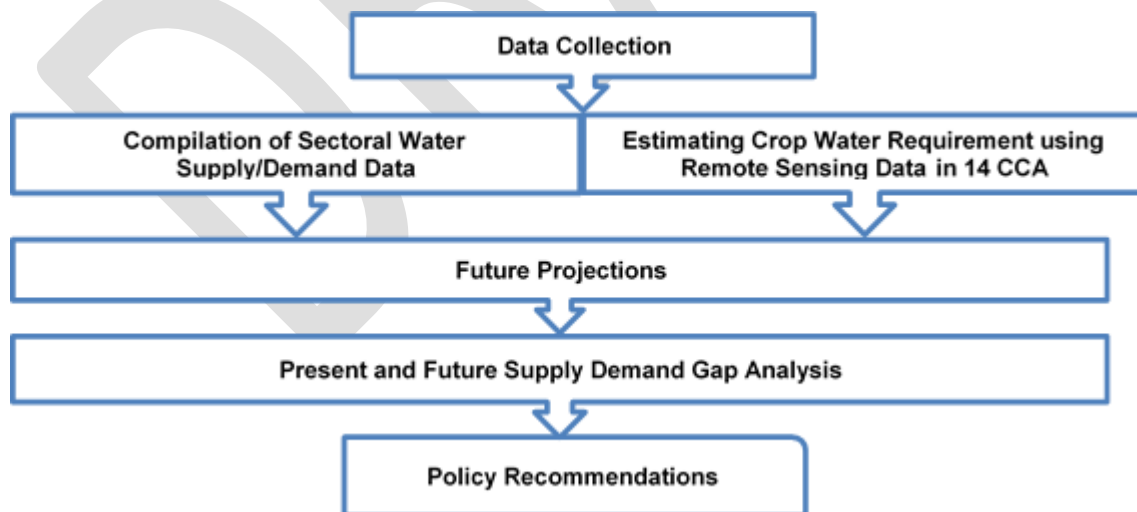 Data Collection
Compilation of Sectoral Water
Supply/Demand Data
Estimating Crop Water Requirement using
Remote Sensing Data in 14 CCA
Future Projections
Present and Future Supply Demand Gap Analysis
Policy Recommendations